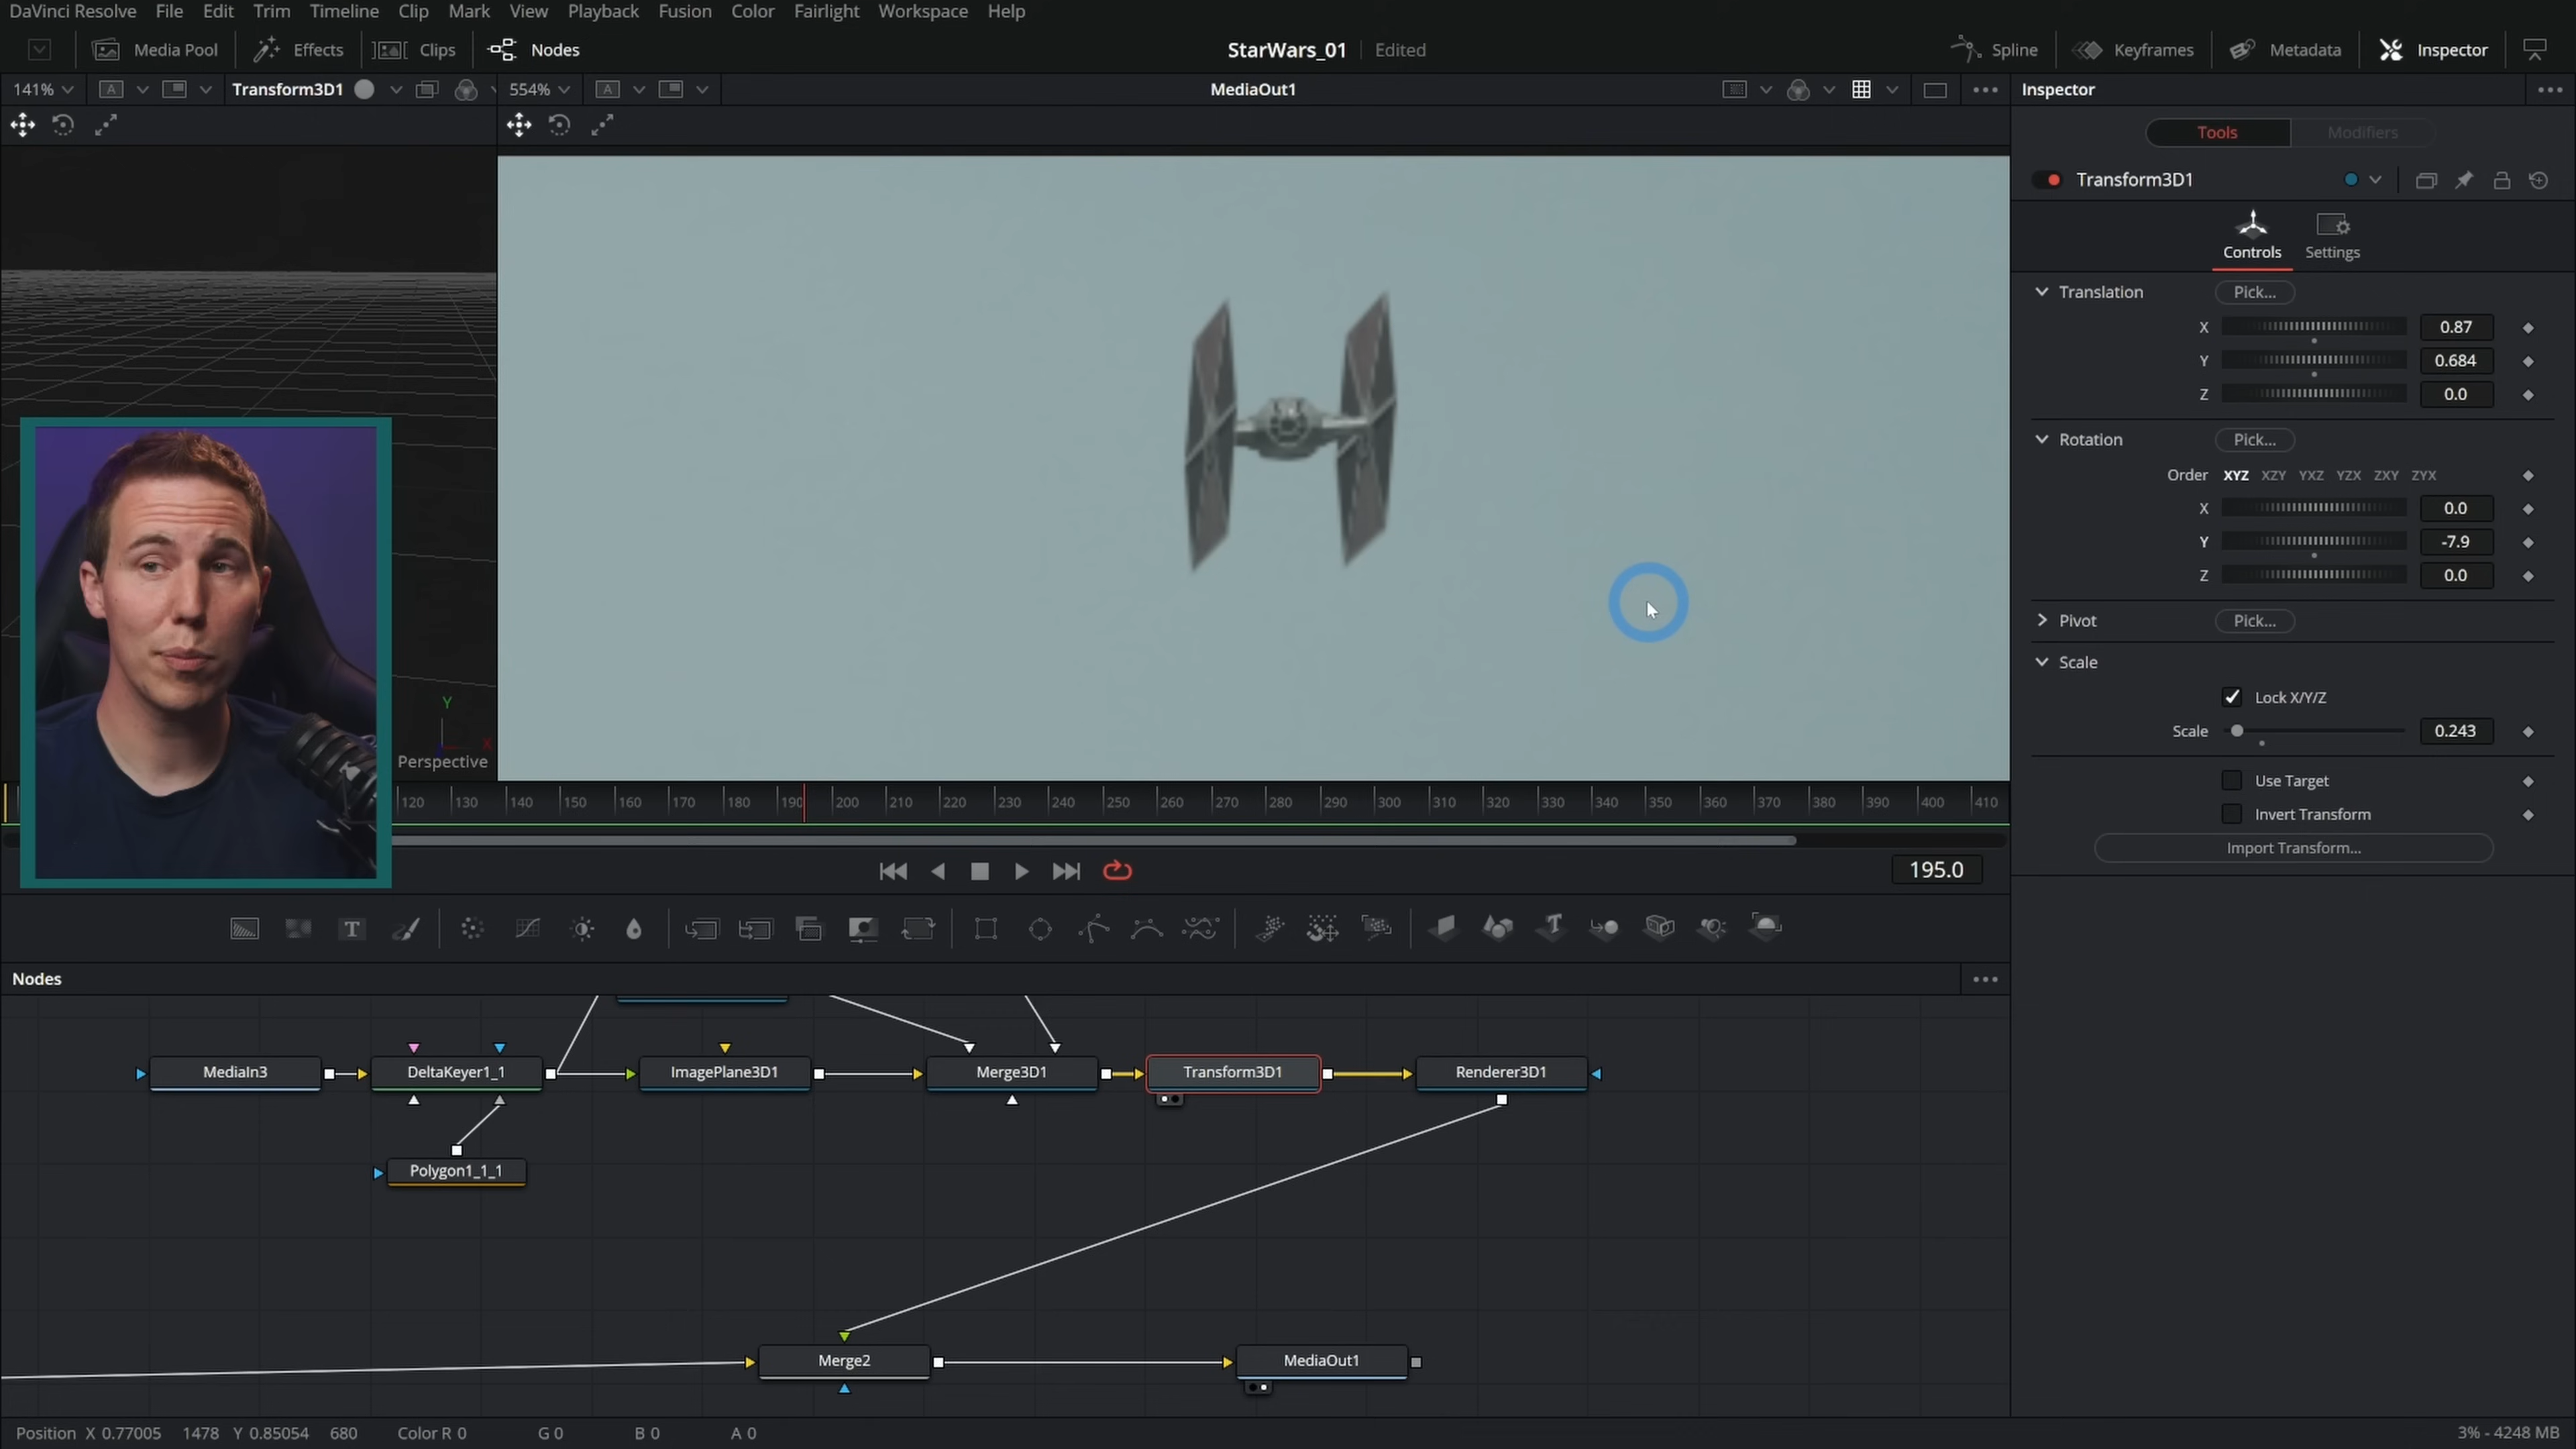 DaVinci Resolve File Edit Trim Timeline Clip Mark View Playback Fusion Color Fairlight Workspace Help
Media Pool Effects Clips Nodes StarWars_01 Edited Spline Keyframes Metadata Inspector
141% A Transform3D1 554% A MediaOut1 Inspector
Tools Modifiers
Transform3D1
Controls Settings
Translation Pick...
X 0.87
Y 0.684
Z 0.0
Rotation Pick...
Order XYZ XZY YXZ YZX ZXY ZYX
X 0.0
Y -7.9
Z 0.0
Pivot Pick...
Scale
Lock X/Y/Z
Scale 0.243
Use Target
Invert Transform
Import Transform...
Y
X
Perspective
120 130 140 150 160 170 180 190 200 210 220 230 240 250 260 270 280 290 300 310 320 330 340 350 360 370 380 390 400 410
195.0
T T
Nodes
MediaIn3 DeltaKeyer1_1 ImagePlane3D1 Merge3D1 Transform3D1 Renderer3D1
Polygon1_1_1
Merge2 MediaOut1
Position X 0.77005 1478 Y 0.85054 680 Color R 0 G 0 B 0 A 0 3% - 4248 MB